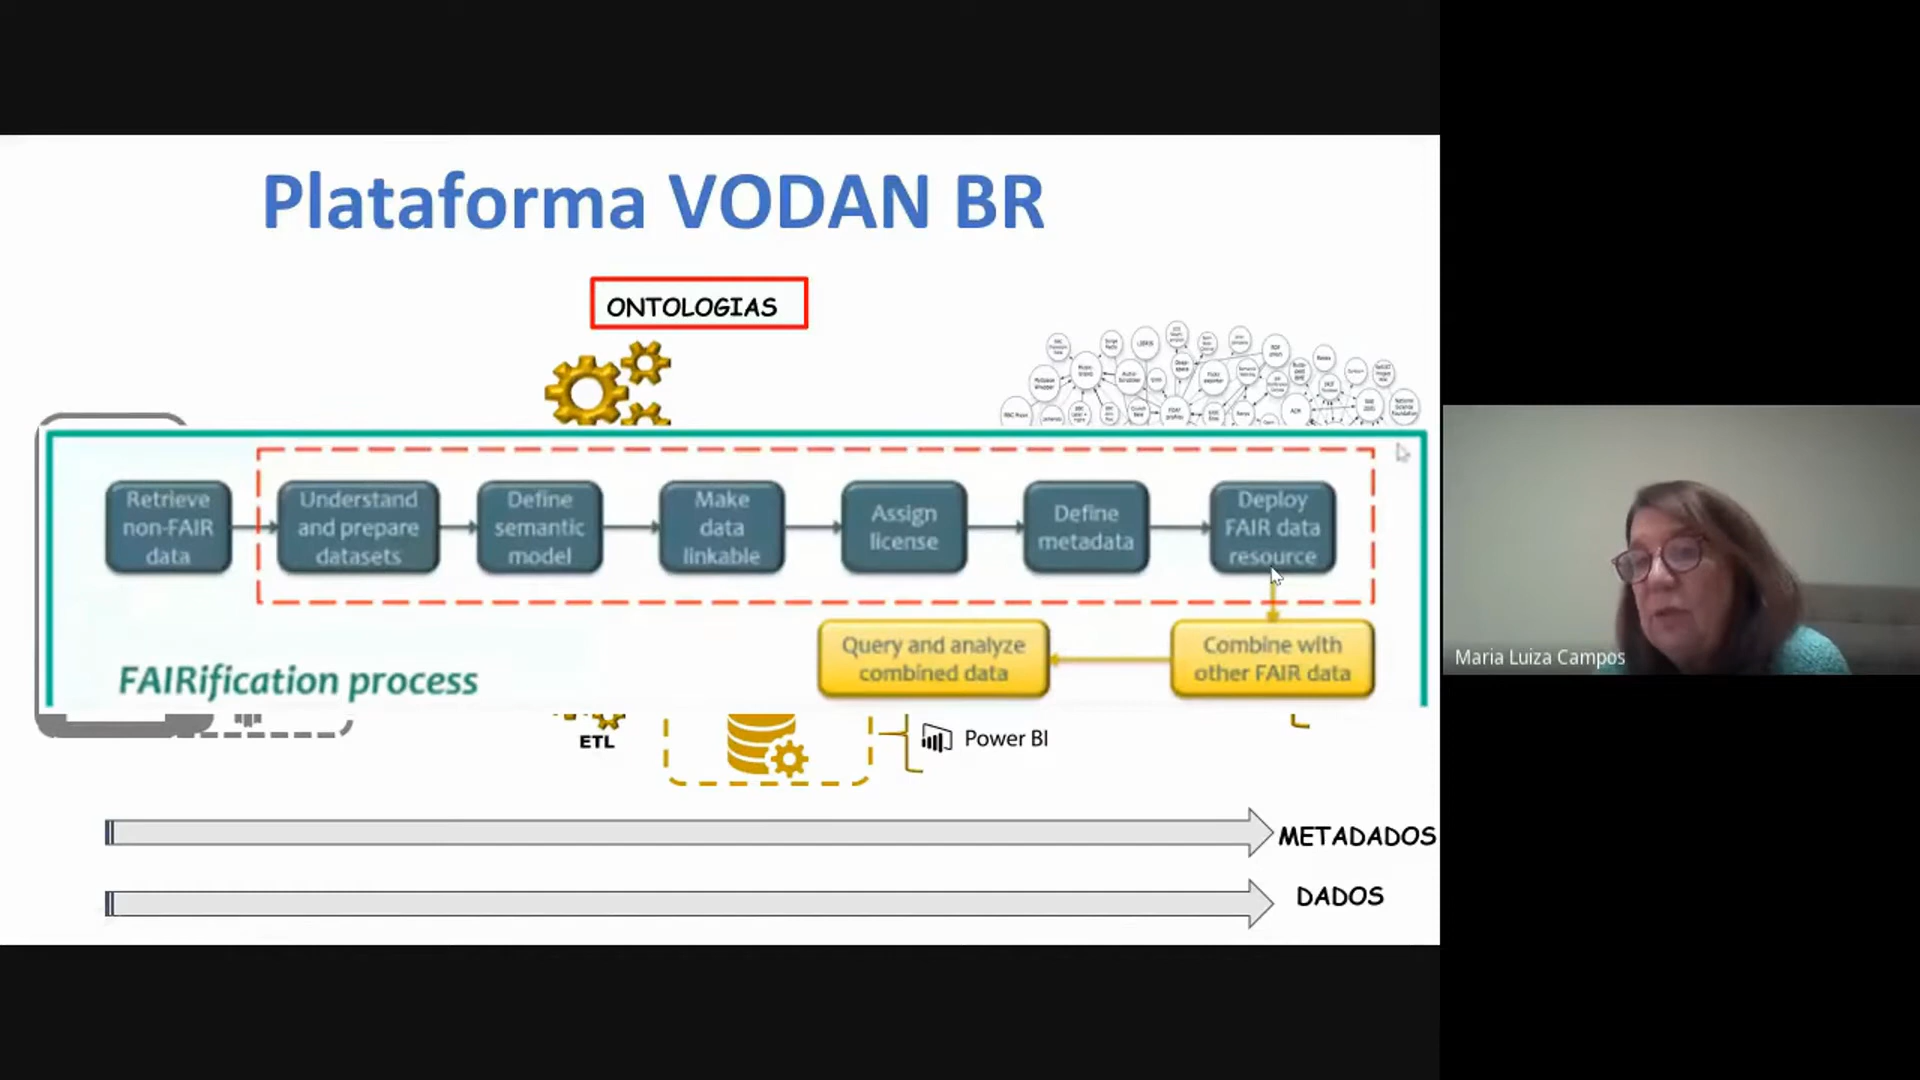 Plataforma VODAN BR
ONTOLOGIAS
Retrieve
non-FAIR
data
Understand
and prepare
datasets
Define
semantic
model
Make
data
linkable
Assign
license
Define
metadata
Deploy
FAIR data
resource
Query and analyze
combined data
Combine with
other FAIR data
FAIRification process
ETL
Power BI
METADADOS
DADOS
Maria Luiza Campos